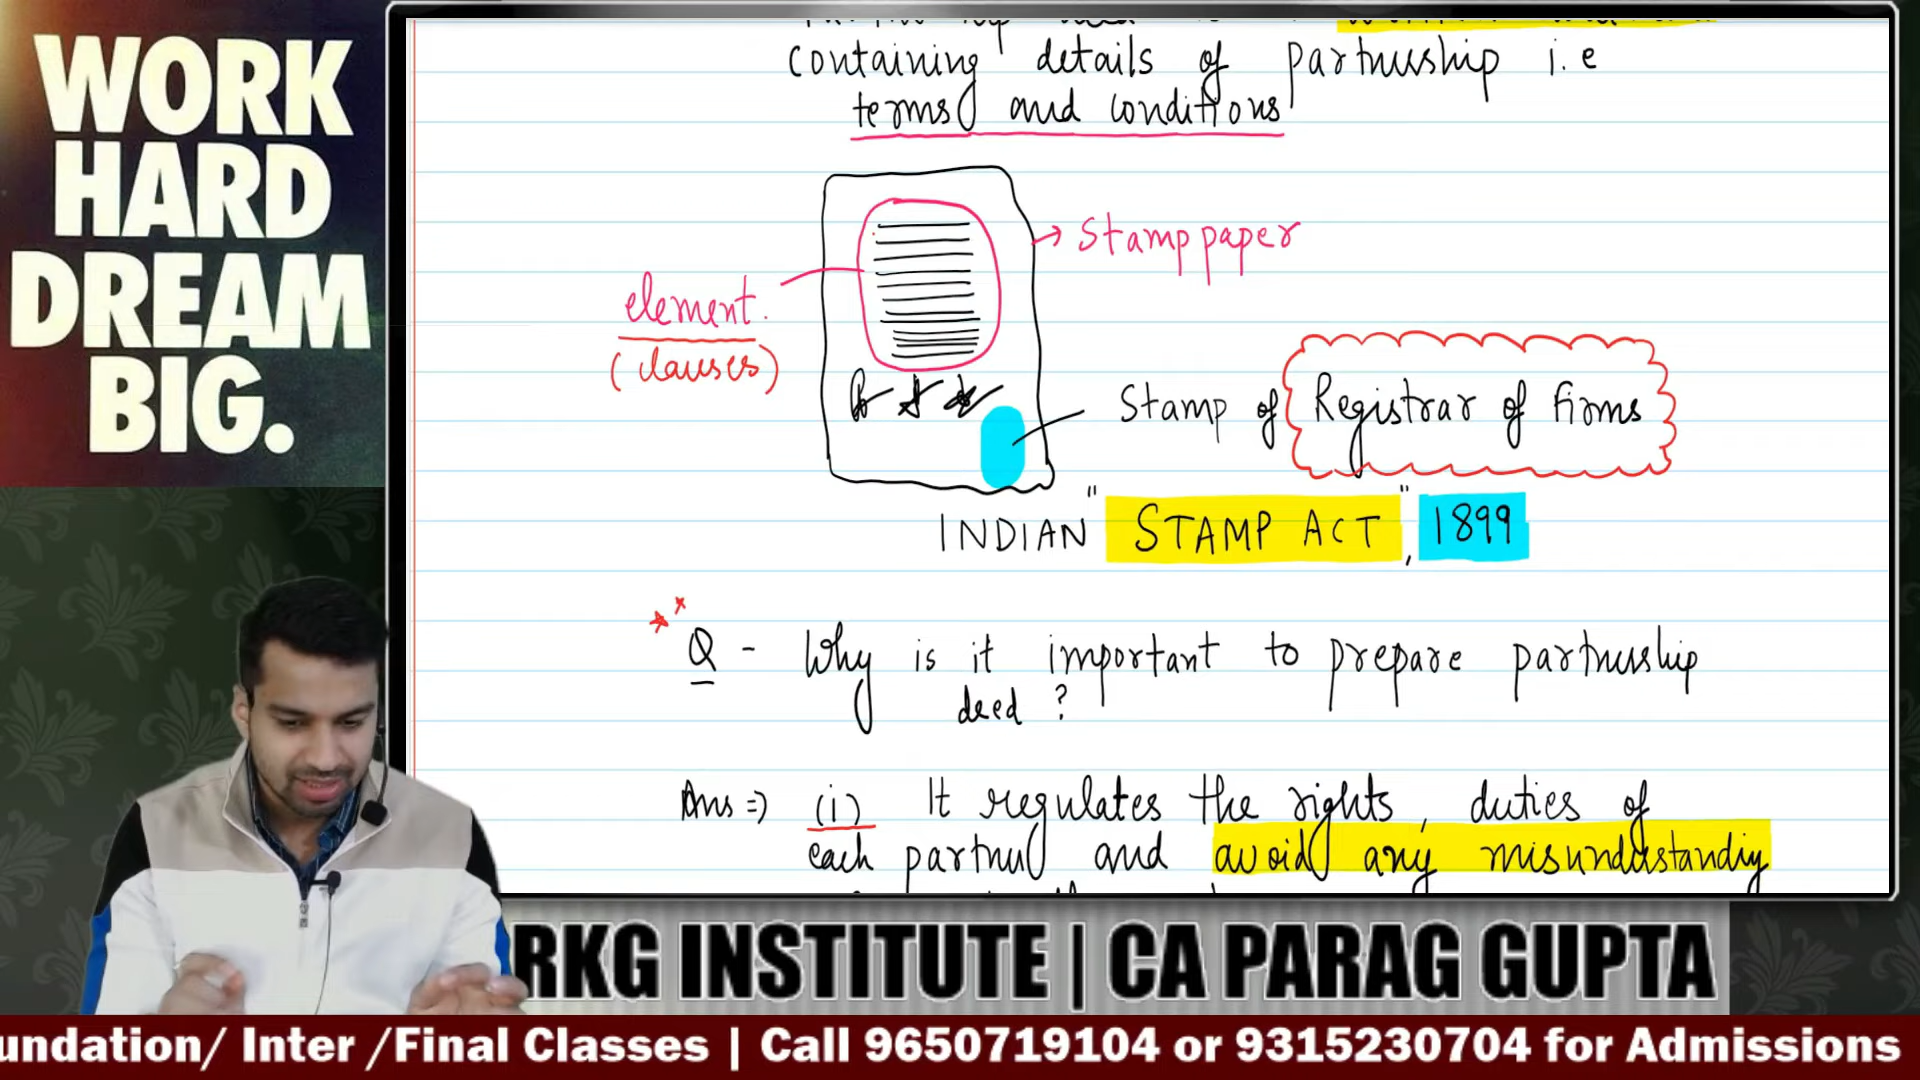 WORK
HARD
DREAM
BIG.
containing details of partnership i.e
terms and conditions
Stamp paper
element.
(clauses)
Stamp of Registrar of firms
INDIAN "STAMP ACT", 1899
Q - Why is it important to prepare partnership
deed ?
Ans => (i) It regulates the rights, duties of
each partner and avoid any misunderstanding
RKG INSTITUTE | CA PARAG GUPTA
undation/ Inter /Final Classes | Call 9650719104 or 9315230704 for Admissions